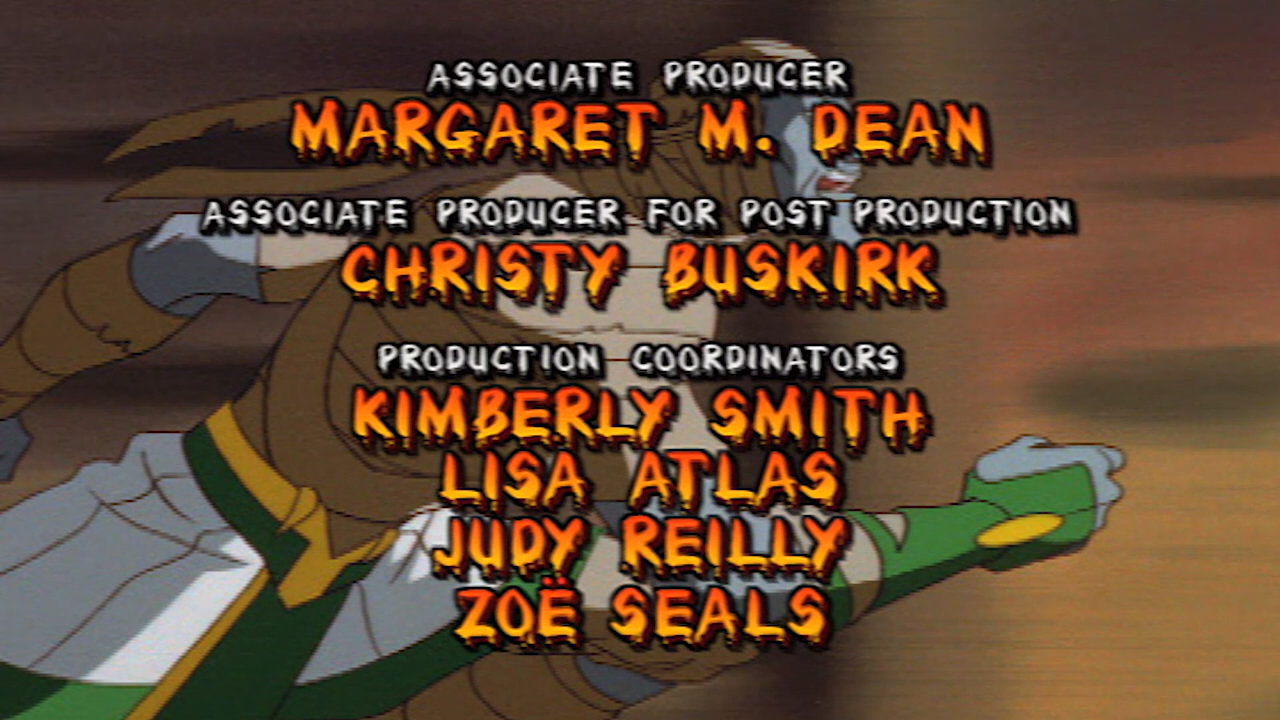 ASSOCIATE PRODUCER
MARGARET M. DEAN
ASSOCIATE PRODUCER FOR POST PRODUCTION
CHRISTY BUSKIRK
PRODUCTION COORDINATORS
KIMBERLY SMITH
LISA ATLAS
JUDY REILLY
ZOË SEALS